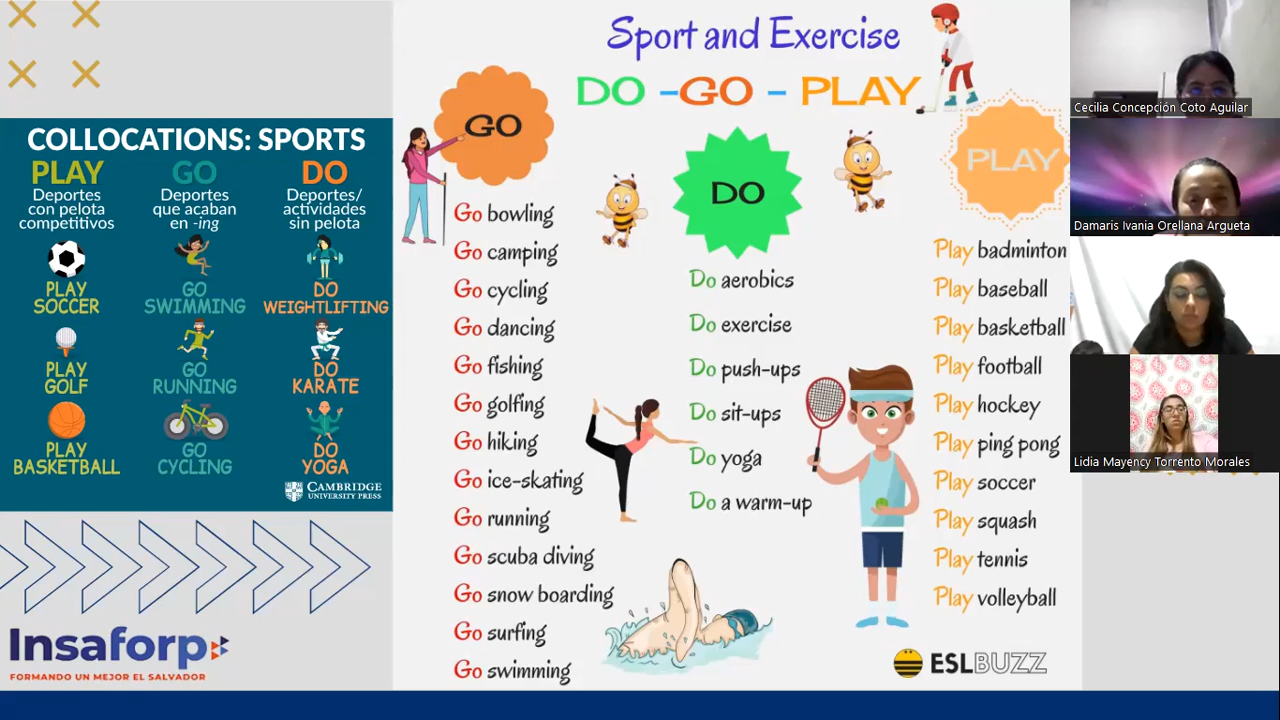 COLLOCATIONS: SPORTS
PLAY
Deportes
con pelota
competitivos
PLAY
SOCCER
PLAY
GOLF
PLAY
BASKETBALL
GO
Deportes
que acaban
en -ing
GO
SWIMMING
GO
RUNNING
GO
CYCLING
DO
Deportes/
actividades
sin pelota
DO
WEIGHTLIFTING
DO
KARATE
DO
YOGA
CAMBRIDGE
UNIVERSITY PRESS
Insaforp
FORMANDO UN MEJOR EL SALVADOR
Sport and Exercise
DO - GO - PLAY
GO
Go bowling
Go camping
Go cycling
Go dancing
Go fishing
Go golfing
Go hiking
Go ice-skating
Go running
Go scuba diving
Go snow boarding
Go surfing
Go swimming
DO
Do aerobics
Do exercise
Do push-ups
Do sit-ups
Do yoga
Do a warm-up
PLAY
Play badminton
Play baseball
Play basketball
Play football
Play hockey
Play ping pong
Play soccer
Play squash
Play tennis
Play volleyball
ESLBUZZ
Cecilia Concepción Coto Aguilar
Damaris Ivania Orellana Argueta
Lidia Mayency Torrento Morales